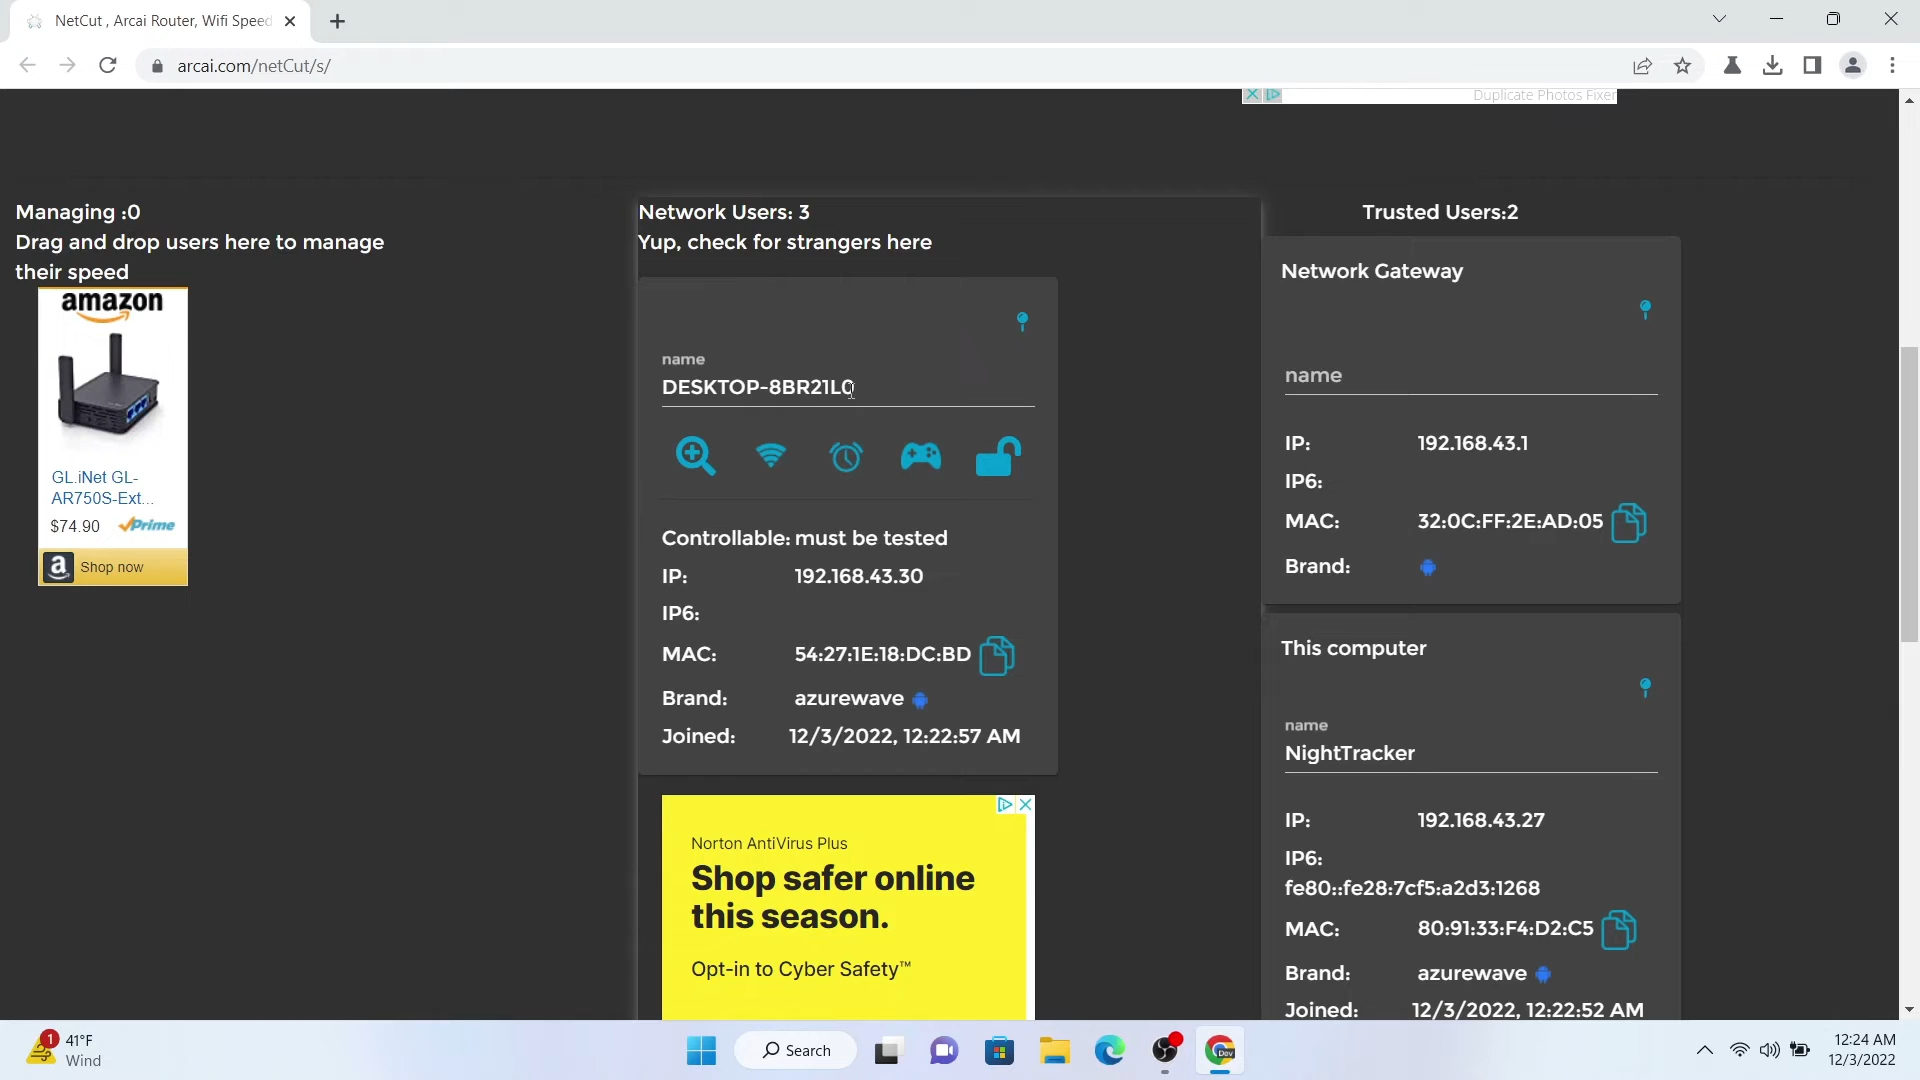 NetCut , Arcai Router, Wifi Speed
arcai.com/netCut/s/
Duplicate Photos Fixer
Managing :0
Drag and drop users here to manage
their speed
amazon
GL.iNet GL-
AR750S-Ext...
$74.90 Prime
a Shop now
Network Users: 3
Yup, check for strangers here
name
DESKTOP-8BR21L0
Controllable: must be tested
IP: 192.168.43.30
IP6:
MAC: 54:27:1E:18:DC:BD
Brand: azurewave
Joined: 12/3/2022, 12:22:57 AM
Norton AntiVirus Plus
Shop safer online
this season.
Opt-in to Cyber Safety™
Trusted Users:2
Network Gateway
name
IP: 192.168.43.1
IP6:
MAC: 32:0C:FF:2E:AD:05
Brand:
This computer
name
NightTracker
IP: 192.168.43.27
IP6:
fe80::fe28:7cf5:a2d3:1268
MAC: 80:91:33:F4:D2:C5
Brand: azurewave
Joined: 12/3/2022, 12:22:52 AM
1
41°F
Wind
Search
Dev
12:24 AM
12/3/2022